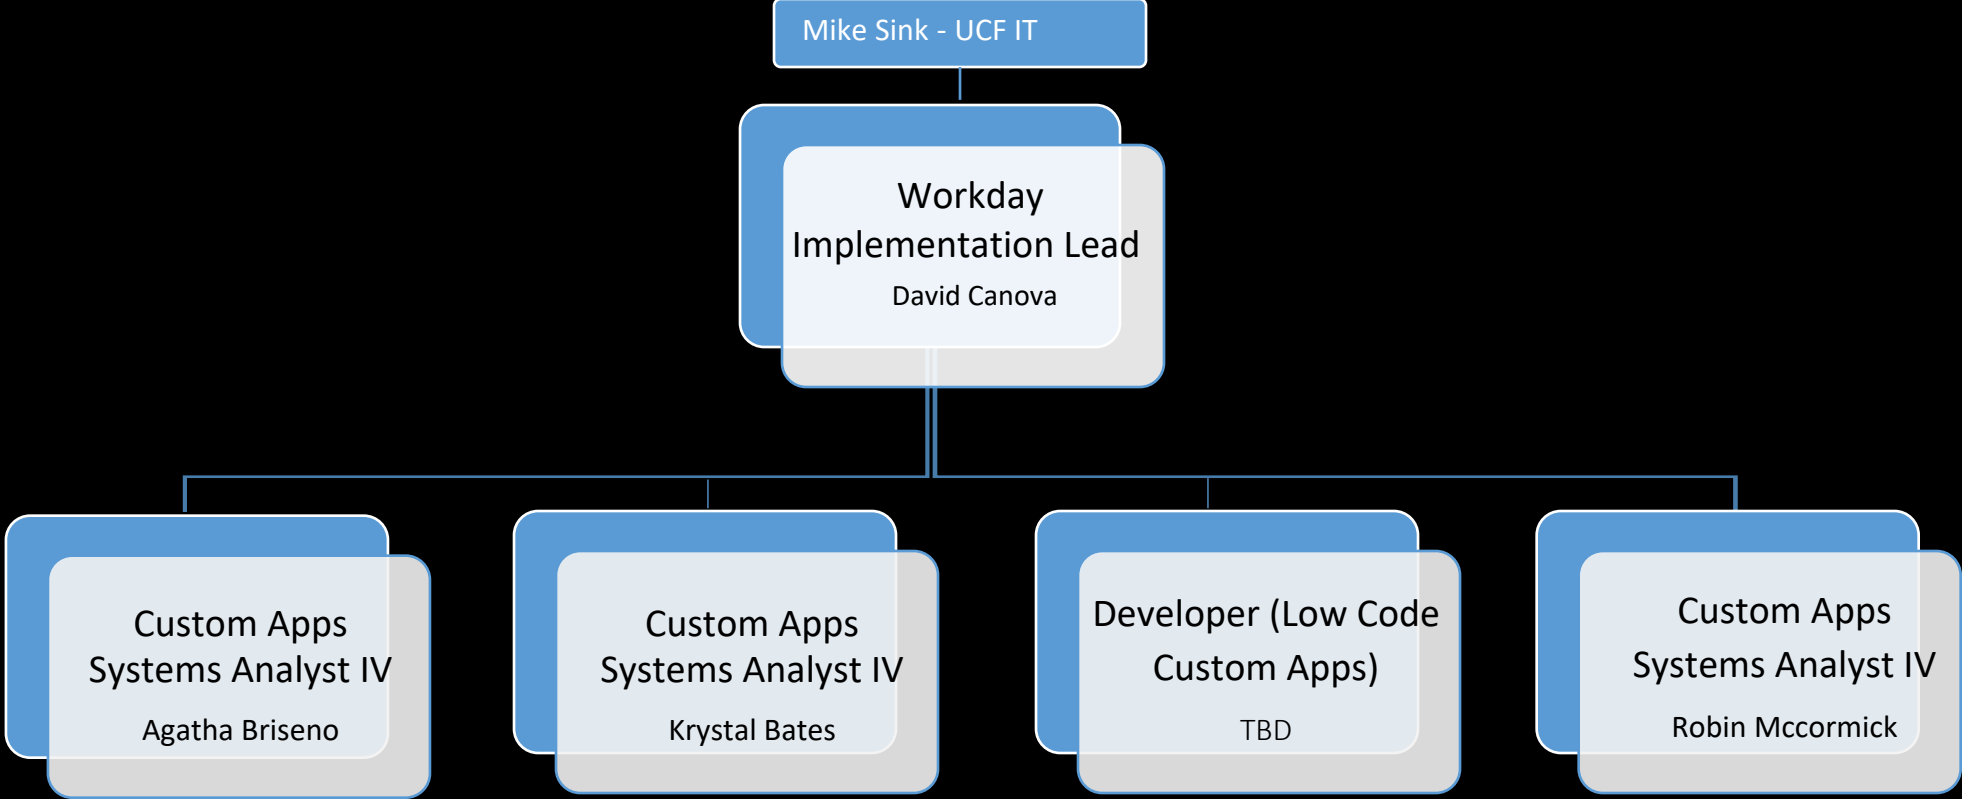 Mike Sink - UCF IT
Workday
Implementation Lead
David Canova
Custom Apps
Systems Analyst IV
Agatha Briseno
Custom Apps
Systems Analyst IV
Krystal Bates
Developer (Low Code
Custom Apps)
TBD
Custom Apps
Systems Analyst IV
Robin Mccormick